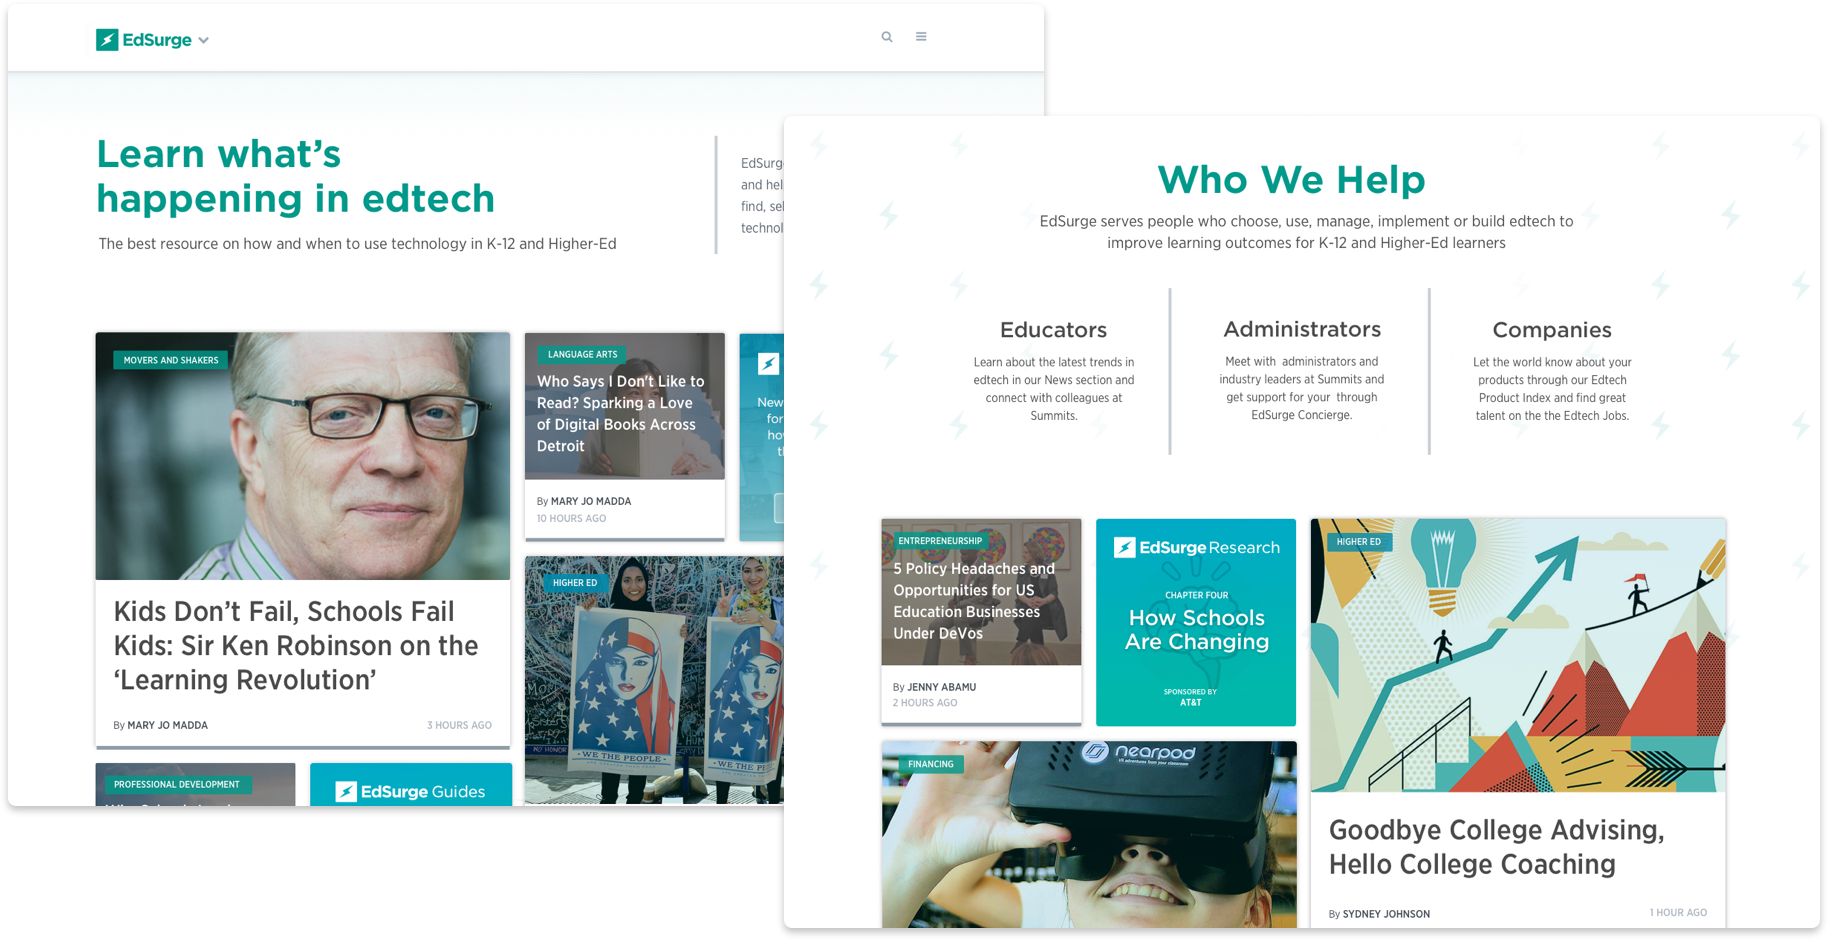 EdSurge
Learn what's
happening in edtech
The best resource on how and when to use technology in K-12 and Higher-Ed
and hel
MOVERS AND SHAKERS
Kids Don't Fail, Schools Fail
Kids: Sir Ken Robinson on the
'Learning Revolution'
By MARY JO MADDA
3 HOURS AGO
LANGUAGE ARTS
Who Says I Don't Like to
Read? Sparking a Love
of Digital Books Across
Detroit
By MARY JO MADDA
10 HOURS AGO
New
for
HIGHER ED
WE THE PEOPLE
WE THE PEOPLE
PROFESSIONAL DEVELOPMENT
EdSurge Guides
Who We Help
EdSurge serves people who choose, use, manage, implement or build edtech to
improve learning outcomes for K-12 and Higher-Ed learners
Educators
Learn about the latest trends in
edtech in our News section and
connect with colleagues at
Summits.
Administrators
Meet with administrators and
industry leaders at Summits and
get support for your through
EdSurge Concierge.
Companies
Let the world know about your
products through our Edtech
Product Index and find great
talent on the the Edtech Jobs.
ENTREPRENEURSHIP
5 Policy Headaches and
Opportunities for US
Education Businesses
Under DeVos
By JENNY ABAMU
2 HOURS AGO
EdSurge Research
CHAPTER FOUR
How Schools
Are Changing
SPONSORED BY
AT&T
HIGHER ED
Goodbye College Advising,
Hello College Coaching
By SYDNEY JOHNSON
1 HOUR AGO
FINANCING
nearpod